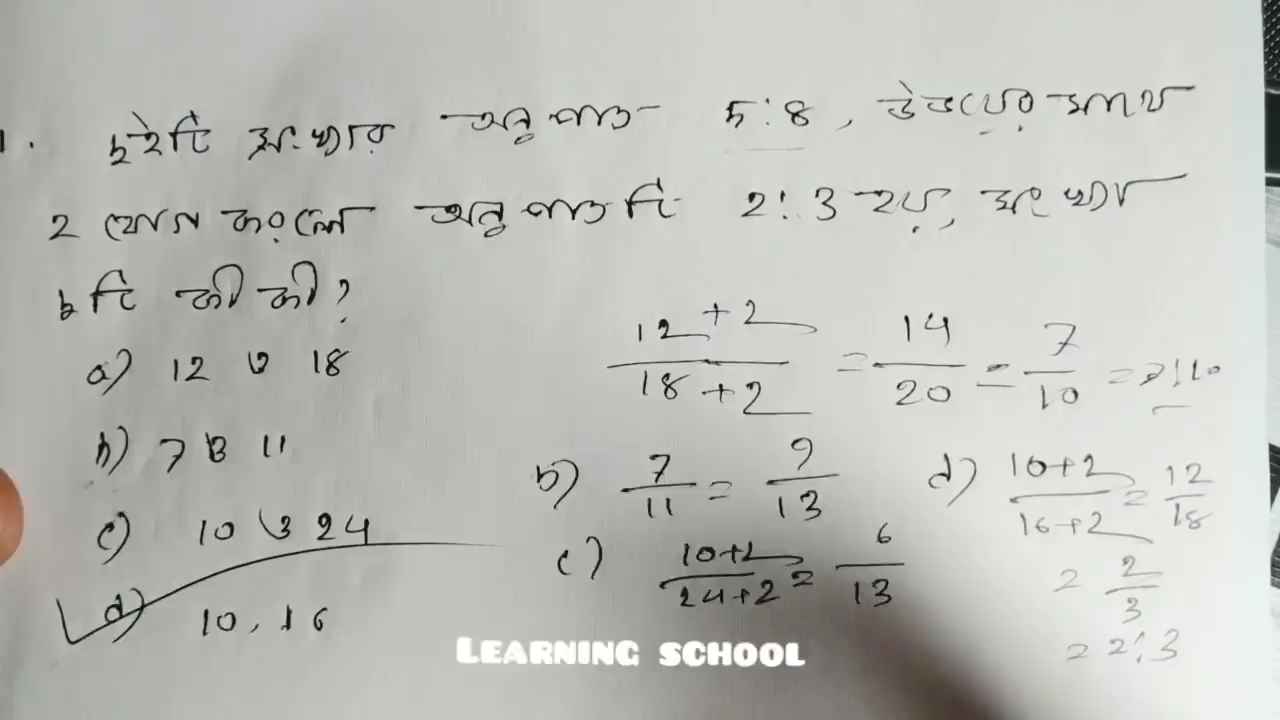 1. দুইটি সংখ্যার অনুপাত ৫:৪, উভয়ের সাথে
2 যোগ করলে অনুপাতটি 2:3 হয়, সংখ্যা
দুটি কী কী?
a) 12 ও 18
b) 7 ও 11
c) 10 ও 24
d) 10, 16
12+2 / 18+2 = 14 / 20 = 7 / 10 = 7:10
b) 7 / 11 = 9 / 13
c) 10+2 / 24+2 = 6 / 13
d) 10+2 / 16+2 = 12 / 18
= 2 / 3
= 2:3
LEARNING SCHOOL